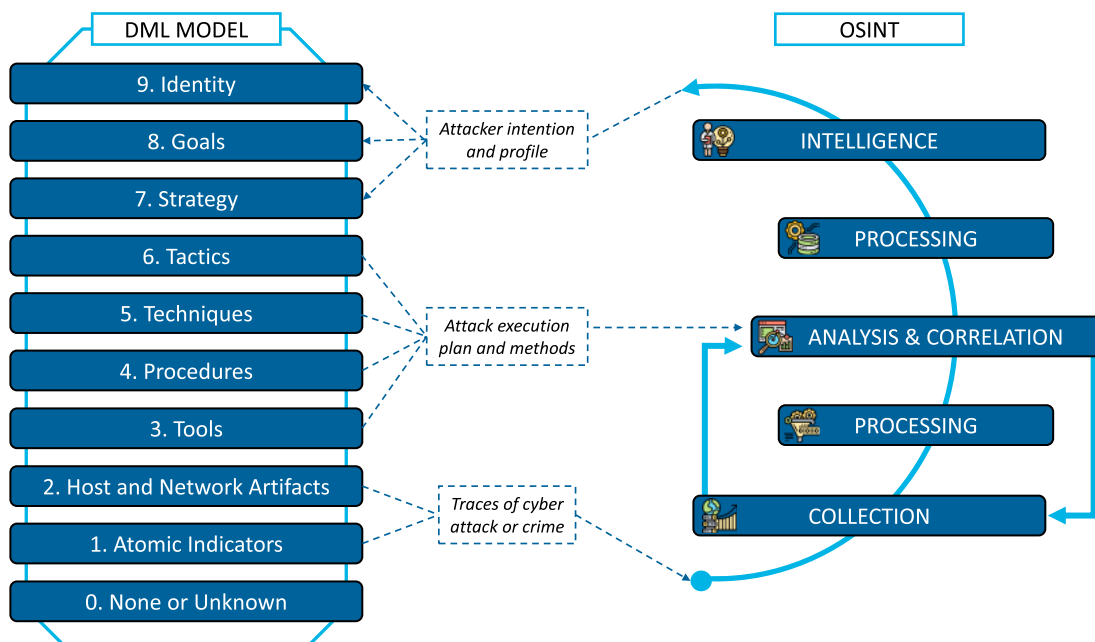 DML MODEL
9. Identity
8. Goals
7. Strategy
6. Tactics
5. Techniques
4. Procedures
3. Tools
2. Host and Network Artifacts
1. Atomic Indicators
0. None or Unknown
Attacker intention
and profile
Attack execution
plan and methods
Traces of cyber
attack or crime
OSINT
INTELLIGENCE
PROCESSING
ANALYSIS & CORRELATION
PROCESSING
COLLECTION